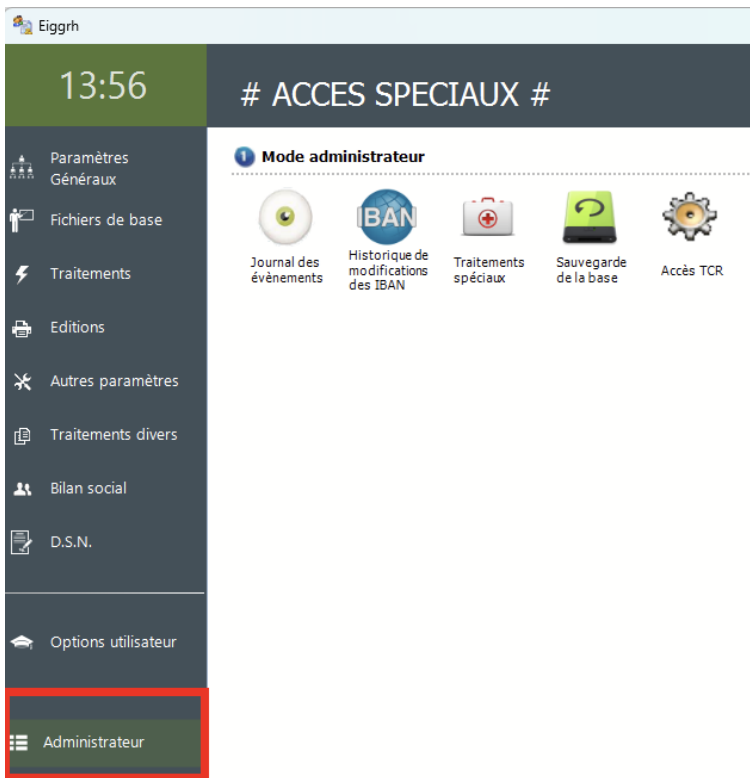 Eiggrh
13:56
# ACCES SPECIAUX #
Paramètres
Généraux
Fichiers de base
Traitements
Editions
Autres paramètres
Traitements divers
Bilan social
D.S.N.
Options utilisateur
Administrateur
1 Mode administrateur
IBAN
Journal des
évènements
Historique de
modifications
des IBAN
Traitements
spéciaux
Sauvegarde
de la base
Accès TCR